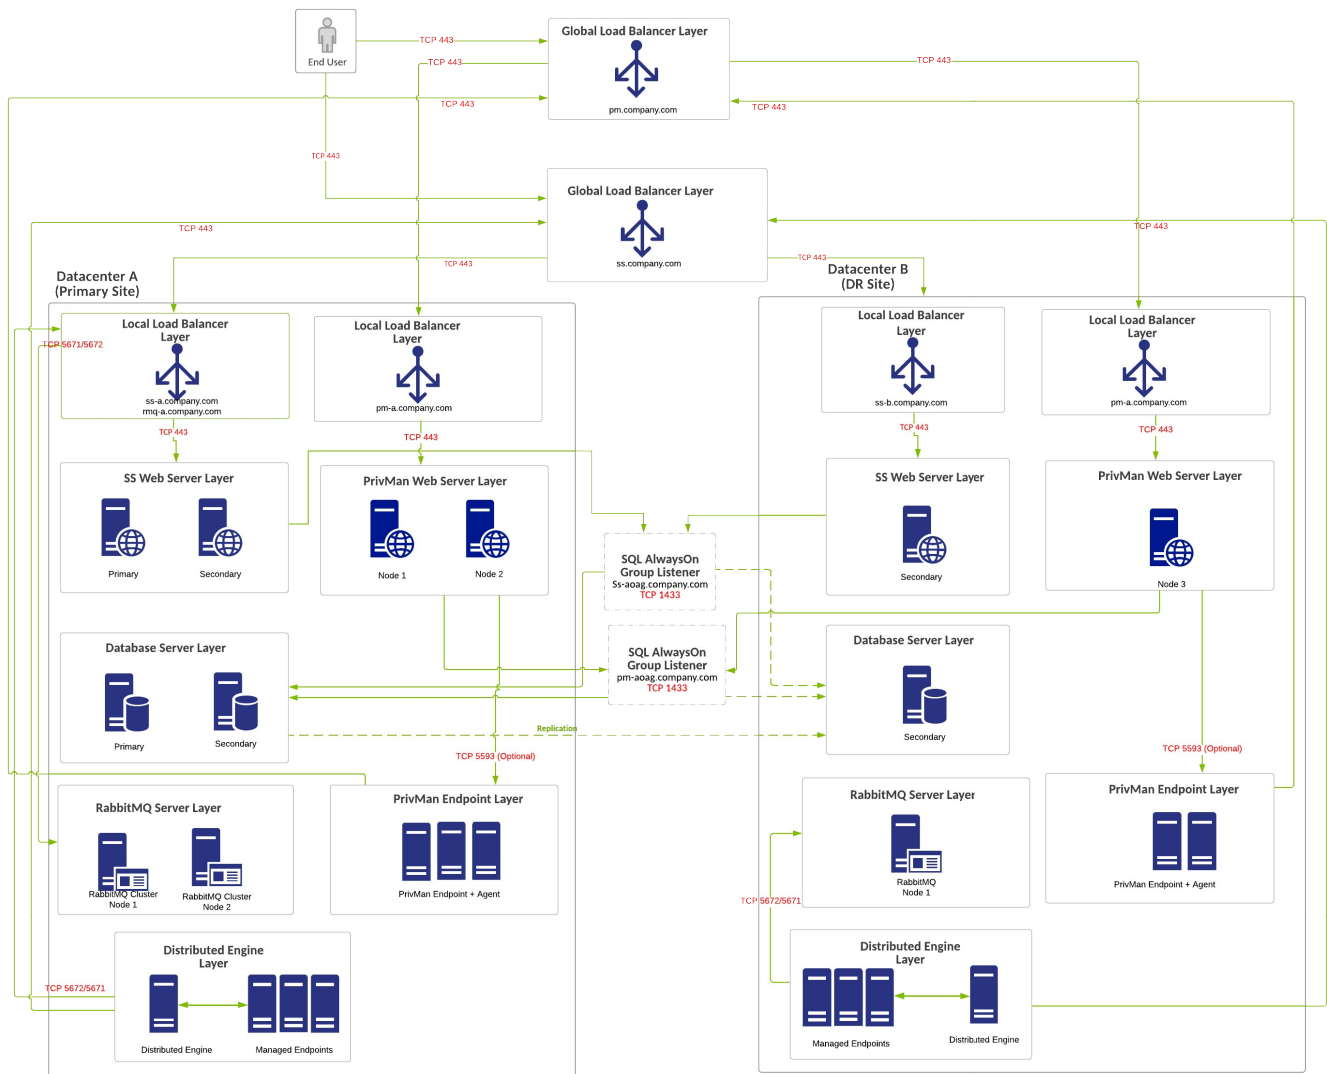 End User
TCP 443
TCP 443
TCP 443
TCP 443
TCP 443
TCP 443
Global Load Balancer Layer
pm.company.com
Global Load Balancer Layer
ss.company.com
TCP 443
TCP 443
TCP 443
TCP 443
Datacenter A
(Primary Site)
Local Load Balancer
Layer
ss-a.company.com
rmq-a.company.com
TCP 5671/5672
TCP 443
Local Load Balancer
Layer
pm-a.company.com
TCP 443
SS Web Server Layer
Primary
Secondary
PrivMan Web Server Layer
Node 1
Node 2
Database Server Layer
Primary
Secondary
TCP 5593 (Optional)
RabbitMQ Server Layer
RabbitMQ Cluster
Node 1
RabbitMQ Cluster
Node 2
PrivMan Endpoint Layer
PrivMan Endpoint + Agent
Distributed Engine
Layer
TCP 5672/5671
Distributed Engine
Managed Endpoints
SQL AlwaysOn
Group Listener
Ss-aoag.company.com
TCP 1433
SQL AlwaysOn
Group Listener
pm-aoag.company.com
TCP 1433
Replication
Datacenter B
(DR Site)
Local Load Balancer
Layer
ss-b.company.com
TCP 443
Local Load Balancer
Layer
pm-a.company.com
TCP 443
SS Web Server Layer
Secondary
PrivMan Web Server Layer
Node 3
Database Server Layer
Secondary
TCP 5593 (Optional)
RabbitMQ Server Layer
RabbitMQ
Node 1
TCP 5672/5671
PrivMan Endpoint Layer
PrivMan Endpoint + Agent
Distributed Engine
Layer
Managed Endpoints
Distributed Engine